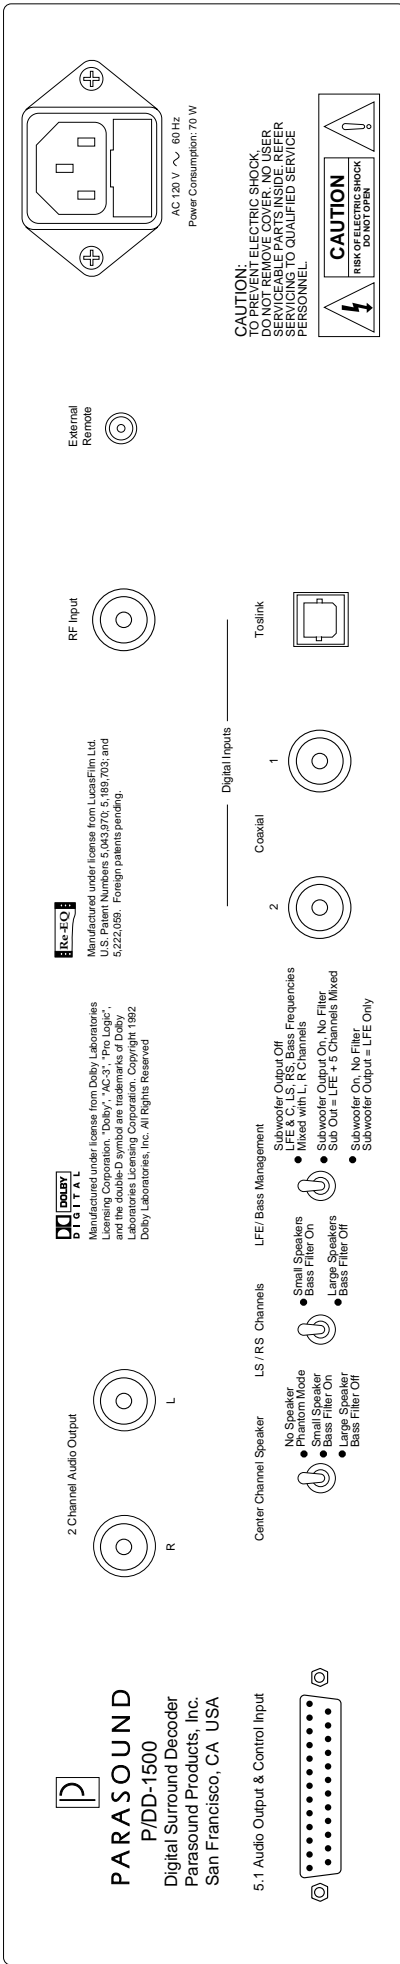 P
PARASOUND
P/DD-1500
Digital Surround Decoder
Parasound Products, Inc.
San Francisco, CA  USA
5.1 Audio Output & Control Input
2 Channel Audio Output
R
L
Center Channel Speaker
No Speaker
Phantom Mode
Small Speaker
Bass Filter On
Large Speaker
Bass Filter Off
LS / RS  Channels
Small Speakers
Bass Filter On
Large Speakers
Bass Filter Off
LFE/ Bass Management
Subwoofer Output Off
LFE & C, LS, RS, Bass Frequencies
Mixed with L, R Channels
Subwoofer Output On, No Filter
Sub Out = LFE + 5 Channels Mixed
Subwoofer On, No Filter
Subwoofer Output = LFE Only
DOLBY
DIGITAL
Manufactured under license from Dolby Laboratories
Licensing Corporation. "Dolby", "AC-3", "Pro Logic",
and the double-D symbol are trademarks of Dolby
Laboratories Licensing Corporation. Copyright 1992
Dolby Laboratories, Inc. All Rights Reserved
Re-EQ
Manufactured under license from LucasFilm Ltd.
U.S. Patent Numbers 5,043,970; 5,189,703; and
5,222,059.  Foreign patents pending.
Digital Inputs
2
Coaxial
1
Toslink
RF Input
External
Remote
AC 120 V ~ 60 Hz
Power Consumption: 70 W
CAUTION:
TO PREVENT ELECTRIC SHOCK,
DO NOT REMOVE COVER. NO USER
SERVICEABLE PARTS INSIDE. REFER
SERVICING TO QUALIFIED SERVICE
PERSONNEL.
CAUTION
RISK OF ELECTRIC SHOCK
DO NOT OPEN
!